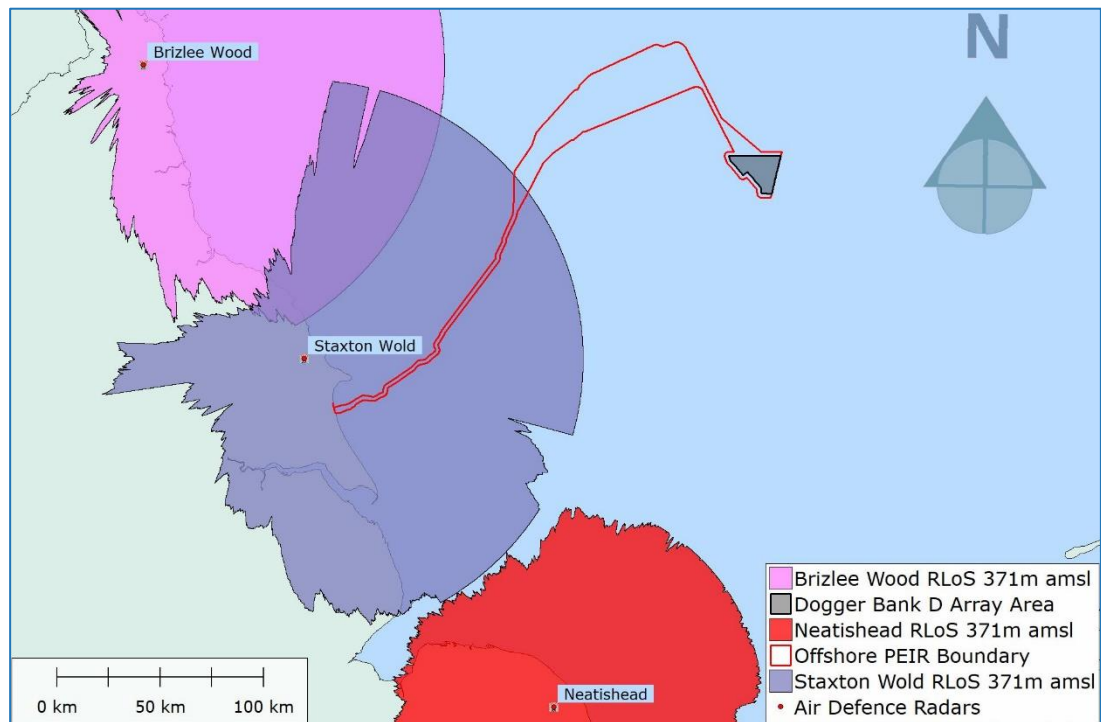 Brizlee Wood
N
Staxton Wold
Neatishead
Brizlee Wood RLoS 371m amsl
Dogger Bank D Array Area
Neatishead RLoS 371m amsl
Offshore PEIR Boundary
Staxton Wold RLoS 371m amsl
Air Defence Radars
0 km 50 km 100 km